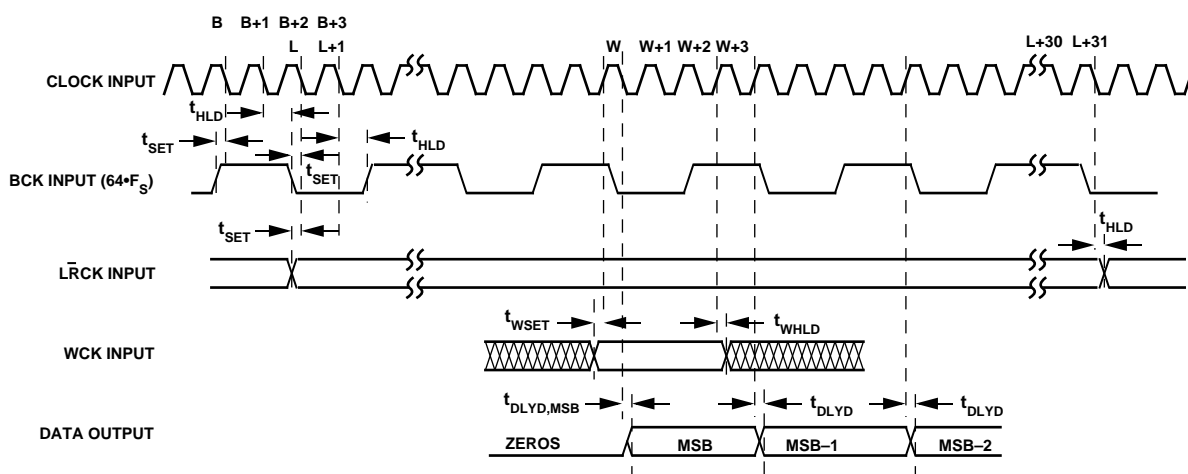 B B+1 B+2 B+3
L L+1 W W+1 W+2 W+3 L+30 L+31
CLOCK INPUT
tHLD
tSET tHLD
tSET
BCK INPUT (64•FS)
tSET tHLD
LR̅CK INPUT
tWSET tWHLD
WCK INPUT
tDLYD,MSB tDLYD tDLYD
DATA OUTPUT
ZEROS MSB MSB–1 MSB–2